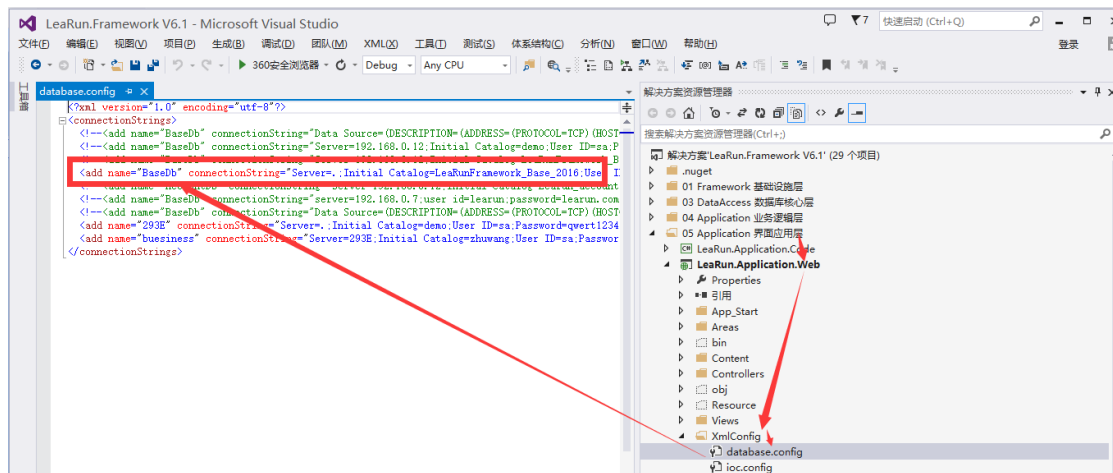 LeaRun.Framework V6.1 - Microsoft Visual Studio
7
快速启动 (Ctrl+Q)
文件(F) 编辑(E) 视图(V) 项目(P) 生成(B) 调试(D) 团队(M) XML(X) 工具(T) 测试(S) 体系结构(C) 分析(N) 窗口(W) 帮助(H)
登录
360安全浏览器 Debug Any CPU
工具箱
database.config
<?xml version="1.0" encoding="utf-8"?>
<connectionStrings>
<!--<add name="BaseDb" connectionString="Data Source=(DESCRIPTION=(ADDRESS=(PROTOCOL=TCP)(HOST
<!--<add name="BaseDb" connectionString="Server=192.168.0.12;Initial Catalog=demo;User ID=sa;P
<add name="BaseDb" connectionString="Server=.;Initial Catalog=LeaRunFramework_Base_2016;User I
<!--<add name="BaseDb" connectionString="server=192.168.0.7;user id=learun;password=learun.com
<!--<add name="BaseDb" connectionString="Data Source=(DESCRIPTION=(ADDRESS=(PROTOCOL=TCP)(HOST
<add name="293E" connectionString="Server=.;Initial Catalog=demo;User ID=sa;Password=qwert1234
<add name="buesiness" connectionString="Server=293E;Initial Catalog=zhuwang;User ID=sa;Passwor
</connectionStrings>
解决方案资源管理器
搜索解决方案资源管理器(Ctrl+;)
解决方案'LeaRun.Framework V6.1' (29 个项目)
.nuget
01 Framework 基础设施层
03 DataAccess 数据库核心层
04 Application 业务逻辑层
05 Application 界面应用层
LeaRun.Application.Code
LeaRun.Application.Web
Properties
引用
App_Start
Areas
bin
Content
Controllers
obj
Resource
Views
XmlConfig
database.config
ioc.config